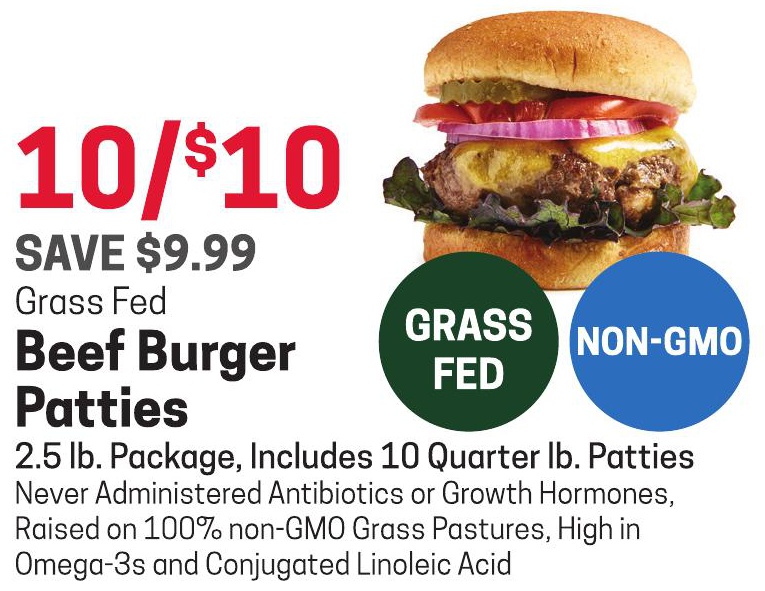 10/$10
SAVE $9.99
Grass Fed
Beef Burger
Patties
GRASS
FED
NON-GMO
2.5 lb. Package, Includes 10 Quarter lb. Patties
Never Administered Antibiotics or Growth Hormones,
Raised on 100% non-GMO Grass Pastures, High in
Omega-3s and Conjugated Linoleic Acid